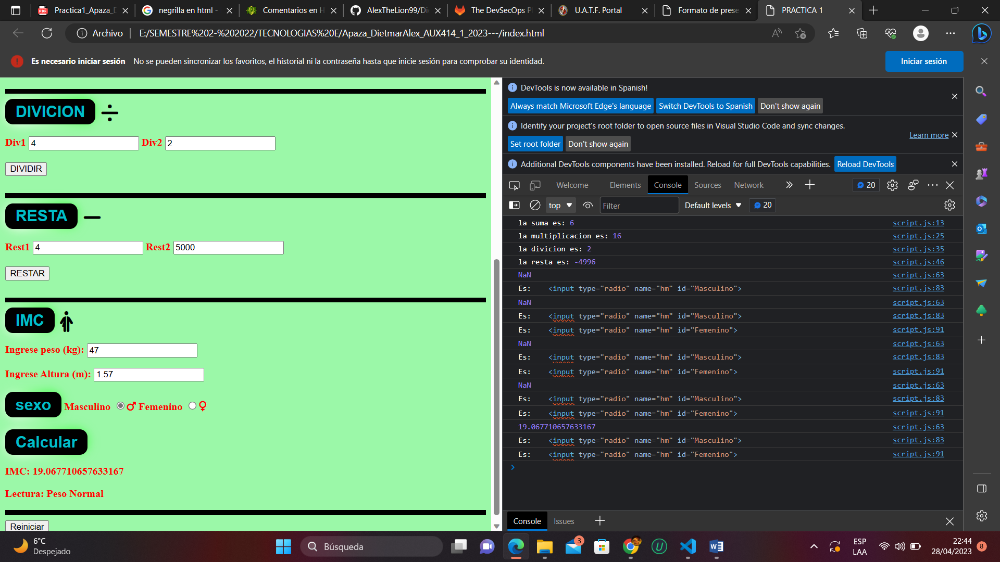 Practica1_Apaza_D
negrilla en html -
Comentarios en H
AlexTheLion99/Di
The DevSecOps Pl
U.A.T.F. Portal
Formato de prese
PRACTICA 1
Archivo | E:/SEMESTRE%202-%202022/TECNOLOGIAS%20E/Apaza_DietmarAlex_AUX414_1_2023---/index.html
Es necesario iniciar sesión No se pueden sincronizar los favoritos, el historial ni la contraseña hasta que inicie sesión para comprobar su identidad. Iniciar sesión
DIVICION
Div1 4 Div2 2
DIVIDIR
RESTA
Rest1 4 Rest2 5000
RESTAR
IMC
Ingrese peso (kg): 47
Ingrese Altura (m): 1.57
sexo Masculino Femenino
Calcular
IMC: 19.067710657633167
Lectura: Peso Normal
Reiniciar
DevTools is now available in Spanish!
Always match Microsoft Edge's language Switch DevTools to Spanish Don't show again
Identify your project's root folder to open source files in Visual Studio Code and sync changes.
Learn more
Set root folder Don't show again
Additional DevTools components have been installed. Reload for full DevTools capabilities. Reload DevTools
Welcome Elements Console Sources Network 20
top Filter Default levels 20
la suma es: 6 script.js:13
la multiplicacion es: 16 script.js:25
la divicion es: 2 script.js:35
la resta es: -4996 script.js:46
NaN script.js:63
Es: <input type="radio" name="hm" id="Masculino"> script.js:83
NaN script.js:63
Es: <input type="radio" name="hm" id="Masculino"> script.js:83
Es: <input type="radio" name="hm" id="Femenino"> script.js:91
NaN script.js:63
Es: <input type="radio" name="hm" id="Masculino"> script.js:83
Es: <input type="radio" name="hm" id="Femenino"> script.js:91
NaN script.js:63
Es: <input type="radio" name="hm" id="Masculino"> script.js:83
Es: <input type="radio" name="hm" id="Femenino"> script.js:91
19.067710657633167 script.js:63
Es: <input type="radio" name="hm" id="Masculino"> script.js:83
Es: <input type="radio" name="hm" id="Femenino"> script.js:91
Console Issues
6°C
Despejado
Búsqueda
3
ESP
LAA
22:44
28/04/2023
8